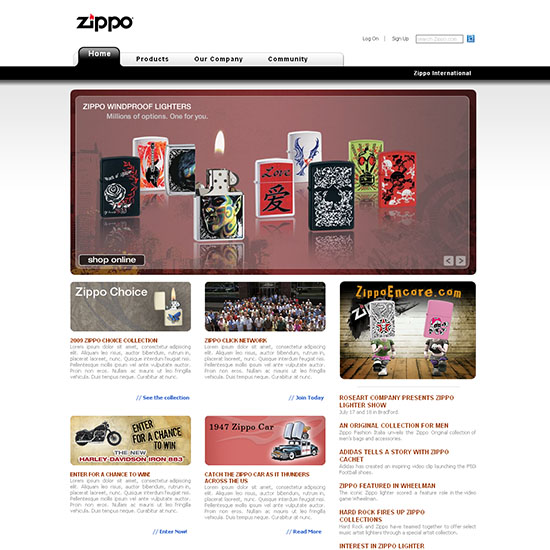 zippo
Log On | Sign Up
Home
Products
Our Company
Community
Zippo International
ZIPPO WINDPROOF LIGHTERS
Millions of options. One for you.
Love
愛
shop online
Zippo Choice
2009 ZIPPO CHOICE COLLECTION
Lorem ipsum dolor sit amet, consectetur adipiscing
elit. Aliquam leo risus, auctor bibendum, rutrum in,
placerat laoreet, nunc. Quisque interdum feugiat nisi.
Pellentesque mollis ipsum ante vulputate ante. Proin
non eros. Nullam ac mauris ut leo fringilla
vehicula. Duis tempus neque. Curabitur at nunc.
// See the collection
ZIPPO CLICK NETWORK
Lorem ipsum dolor sit amet, consectetur adipiscing
elit. Aliquam leo risus, auctor bibendum, rutrum in,
placerat laoreet, nunc. Quisque interdum feugiat nisi.
Pellentesque mollis ipsum ante vulputate ante.
Proin non eros. Nullam ac mauris ut leo fringilla
vehicula. Duis tempus neque. Curabitur at nunc.
// Join Today
ZippoEncore.com
ENTER
FOR A CHANCE
TO WIN
THE NEW
HARLEY-DAVIDSON IRON 883
ENTER FOR A CHANCE TO WIN!
Lorem ipsum dolor sit amet, consectetur adipiscing
elit. Aliquam leo risus, auctor bibendum, rutrum in,
placerat laoreet, nunc. Quisque interdum feugiat nisi.
Pellentesque mollis ipsum ante vulputate ante.
Proin non eros. Nullam ac mauris ut leo fringilla
vehicula. Duis tempus neque. Curabitur at nunc.
// Enter Now!
1947 Zippo Car
CATCH THE ZIPPO CAR AS IT THUNDERS
ACROSS THE US
Lorem ipsum dolor sit amet, consectetur adipiscing
elit. Aliquam leo risus, auctor bibendum, rutrum in,
placerat laoreet, nunc. Quisque interdum feugiat nisi.
Pellentesque mollis ipsum ante vulputate ante.
Proin non eros. Nullam ac mauris ut leo fringilla
vehicula. Duis tempus neque. Curabitur at nunc.
// Read More
ROSEART COMPANY PRESENTS ZIPPO
LIGHTER SHOW
July 17 and 18 in Bradford.
AN ORIGINAL COLLECTION FOR MEN
Zippo Fashion Italia unveils the Zippo Original collection of
men's bags and accessories.
ADIDAS TELLS A STORY WITH ZIPPO
CACHET
Adidas has created an inspiring video clip launching the F50i
football shoes.
ZIPPO FEATURED IN WHEELMAN
The iconic Zippo lighter scored a feature role in the video
game Wheelman.
HARD ROCK FIRES UP ZIPPO
COLLECTIONS
Hard Rock and Zippo have teamed together to offer select
music artist lighters through a special artist collection.
INTEREST IN ZIPPO LIGHTER